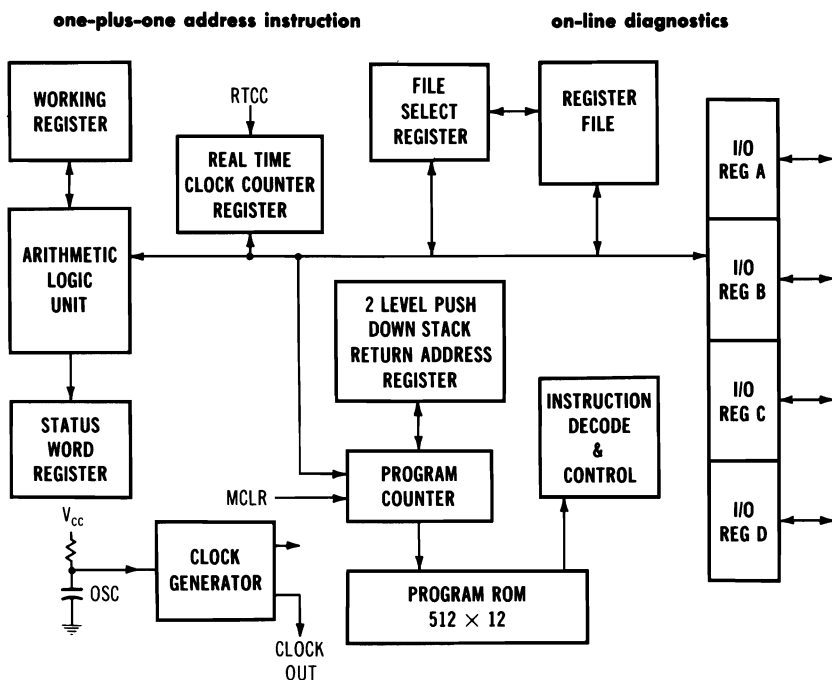 one-plus-one address instruction
on-line diagnostics
WORKING
REGISTER
RTCC
REAL TIME
CLOCK COUNTER
REGISTER
FILE
SELECT
REGISTER
REGISTER
FILE
I/O
REG A
ARITHMETIC
LOGIC
UNIT
I/O
REG B
2 LEVEL PUSH
DOWN STACK
RETURN ADDRESS
REGISTER
I/O
REG C
STATUS
WORD
REGISTER
INSTRUCTION
DECODE
&
CONTROL
MCLR
PROGRAM
COUNTER
I/O
REG D
Vcc
OSC
CLOCK
GENERATOR
CLOCK
OUT
PROGRAM ROM
512 × 12